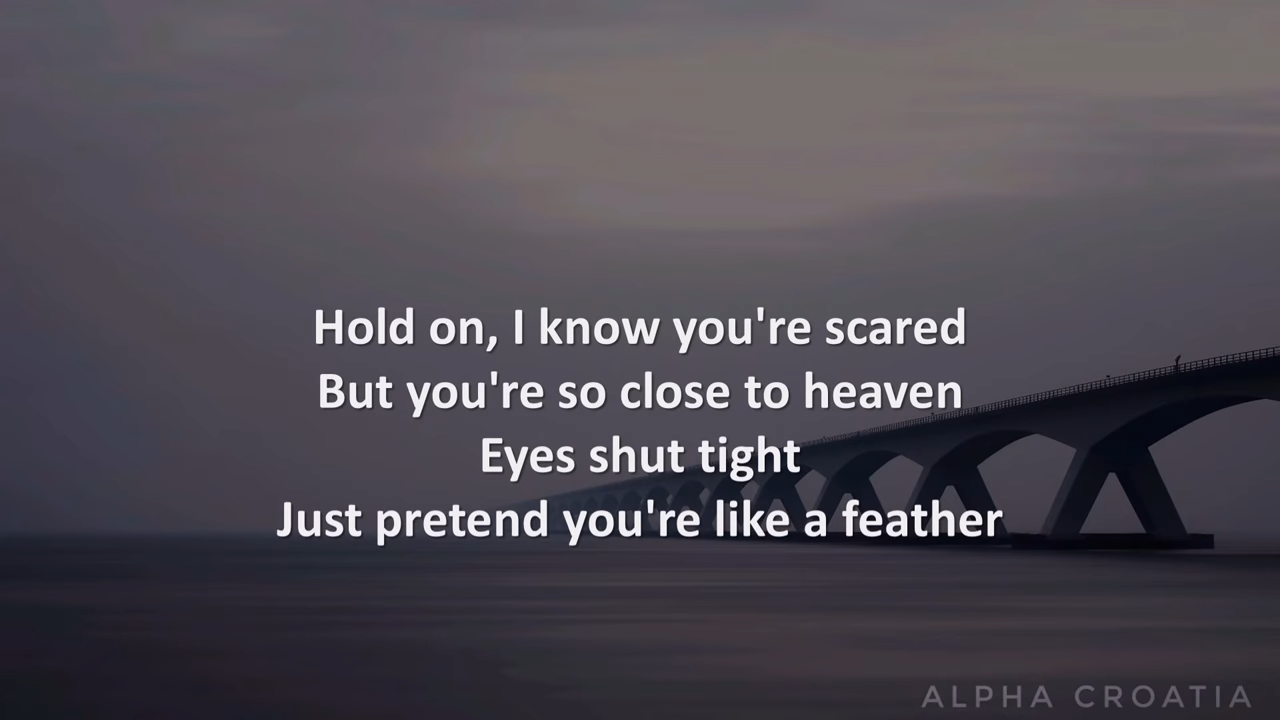 Hold on, I know you're scared
But you're so close to heaven
Eyes shut tight
Just pretend you're like a feather
ALPHA CROATIA